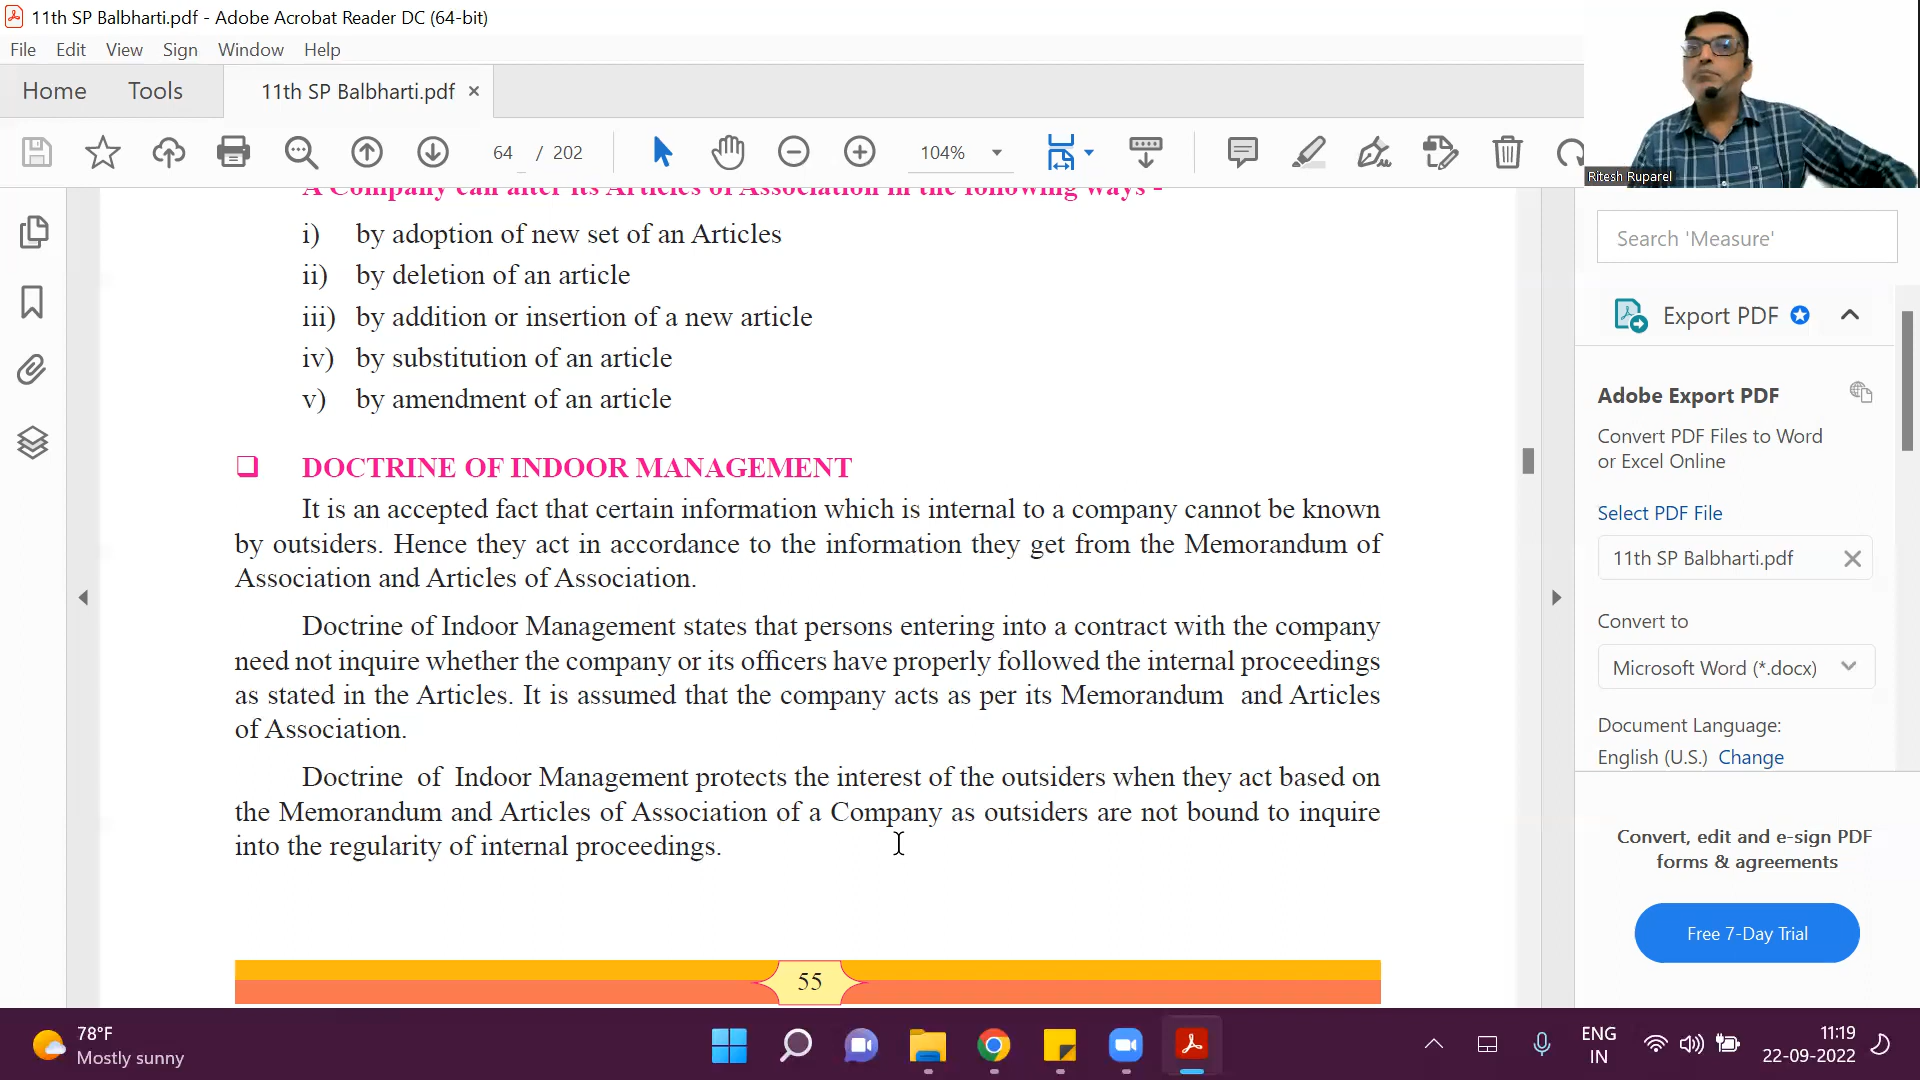 11th SP Balbharti.pdf - Adobe Acrobat Reader DC (64-bit)
File Edit View Sign Window Help
Home Tools 11th SP Balbharti.pdf ×
64 / 202 104%
Ritesh Ruparel
A Company can alter its Articles of Association in the following ways -
i) by adoption of new set of an Articles
ii) by deletion of an article
iii) by addition or insertion of a new article
iv) by substitution of an article
v) by amendment of an article
DOCTRINE OF INDOOR MANAGEMENT
It is an accepted fact that certain information which is internal to a company cannot be known
by outsiders. Hence they act in accordance to the information they get from the Memorandum of
Association and Articles of Association.
Doctrine of Indoor Management states that persons entering into a contract with the company
need not inquire whether the company or its officers have properly followed the internal proceedings
as stated in the Articles. It is assumed that the company acts as per its Memorandum and Articles
of Association.
Doctrine of Indoor Management protects the interest of the outsiders when they act based on
the Memorandum and Articles of Association of a Company as outsiders are not bound to inquire
into the regularity of internal proceedings.
55
Search 'Measure'
Export PDF
Adobe Export PDF
Convert PDF Files to Word
or Excel Online
Select PDF File
11th SP Balbharti.pdf
Convert to
Microsoft Word (*.docx)
Document Language:
English (U.S.) Change
Convert, edit and e-sign PDF
forms & agreements
Free 7-Day Trial
78°F
Mostly sunny
ENG
IN
11:19
22-09-2022